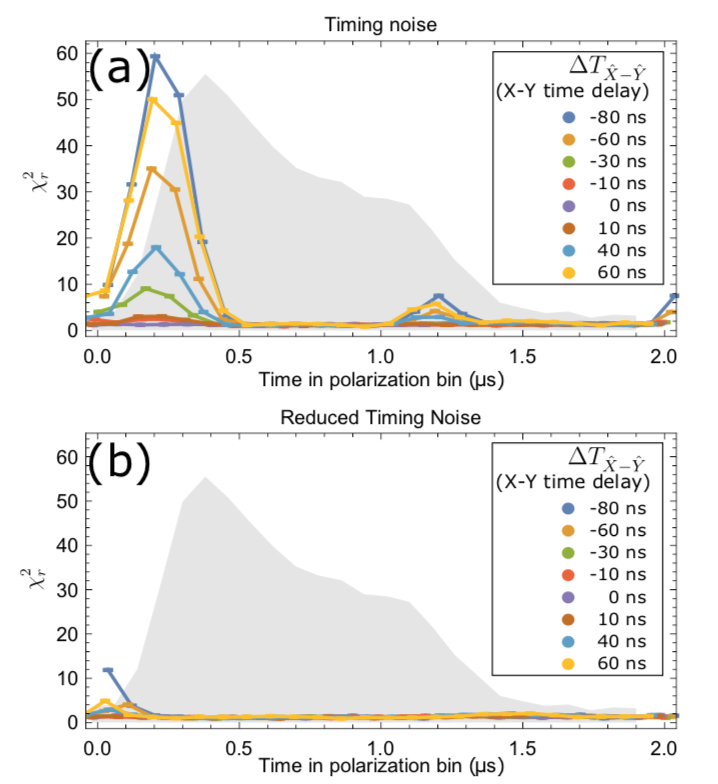 Timing noise
(a)
60
50
40
30
20
10
0
χ_r^2
ΔT_{X̂−Ŷ}
(X-Y time delay)
-80 ns
-60 ns
-30 ns
-10 ns
0 ns
10 ns
40 ns
60 ns
0.0 0.5 1.0 1.5 2.0
Time in polarization bin (μs)
Reduced Timing Noise
(b)
60
50
40
30
20
10
0
χ_r^2
ΔT_{X̂−Ŷ}
(X-Y time delay)
-80 ns
-60 ns
-30 ns
-10 ns
0 ns
10 ns
40 ns
60 ns
0.0 0.5 1.0 1.5 2.0
Time in polarization bin (μs)